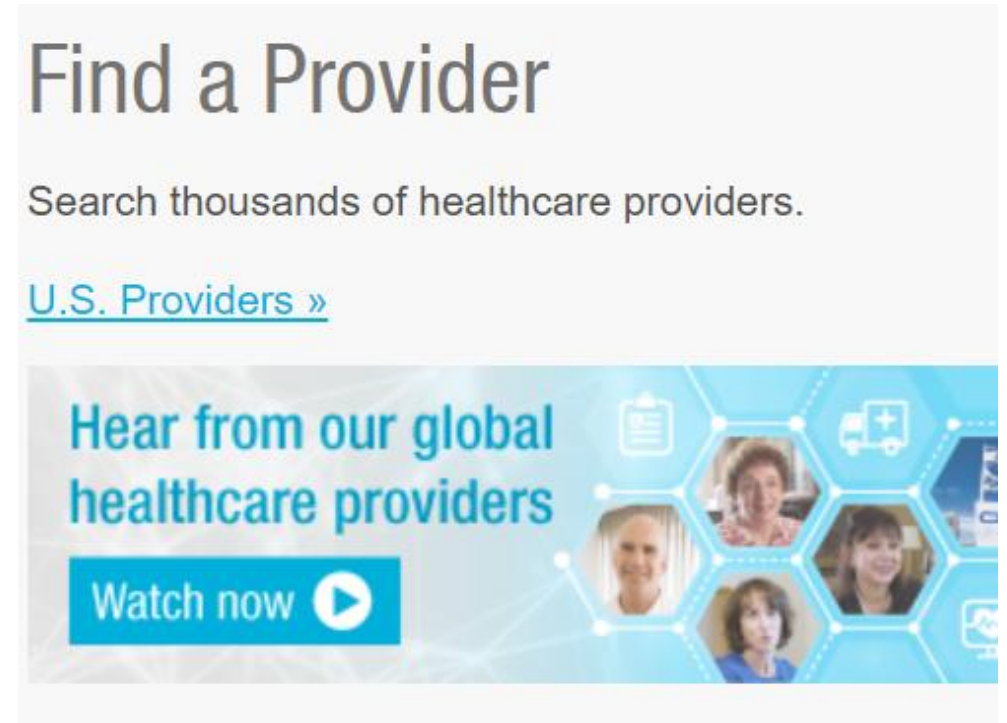 Find a Provider
Search thousands of healthcare providers.
U.S. Providers »
Hear from our global
healthcare providers
Watch now